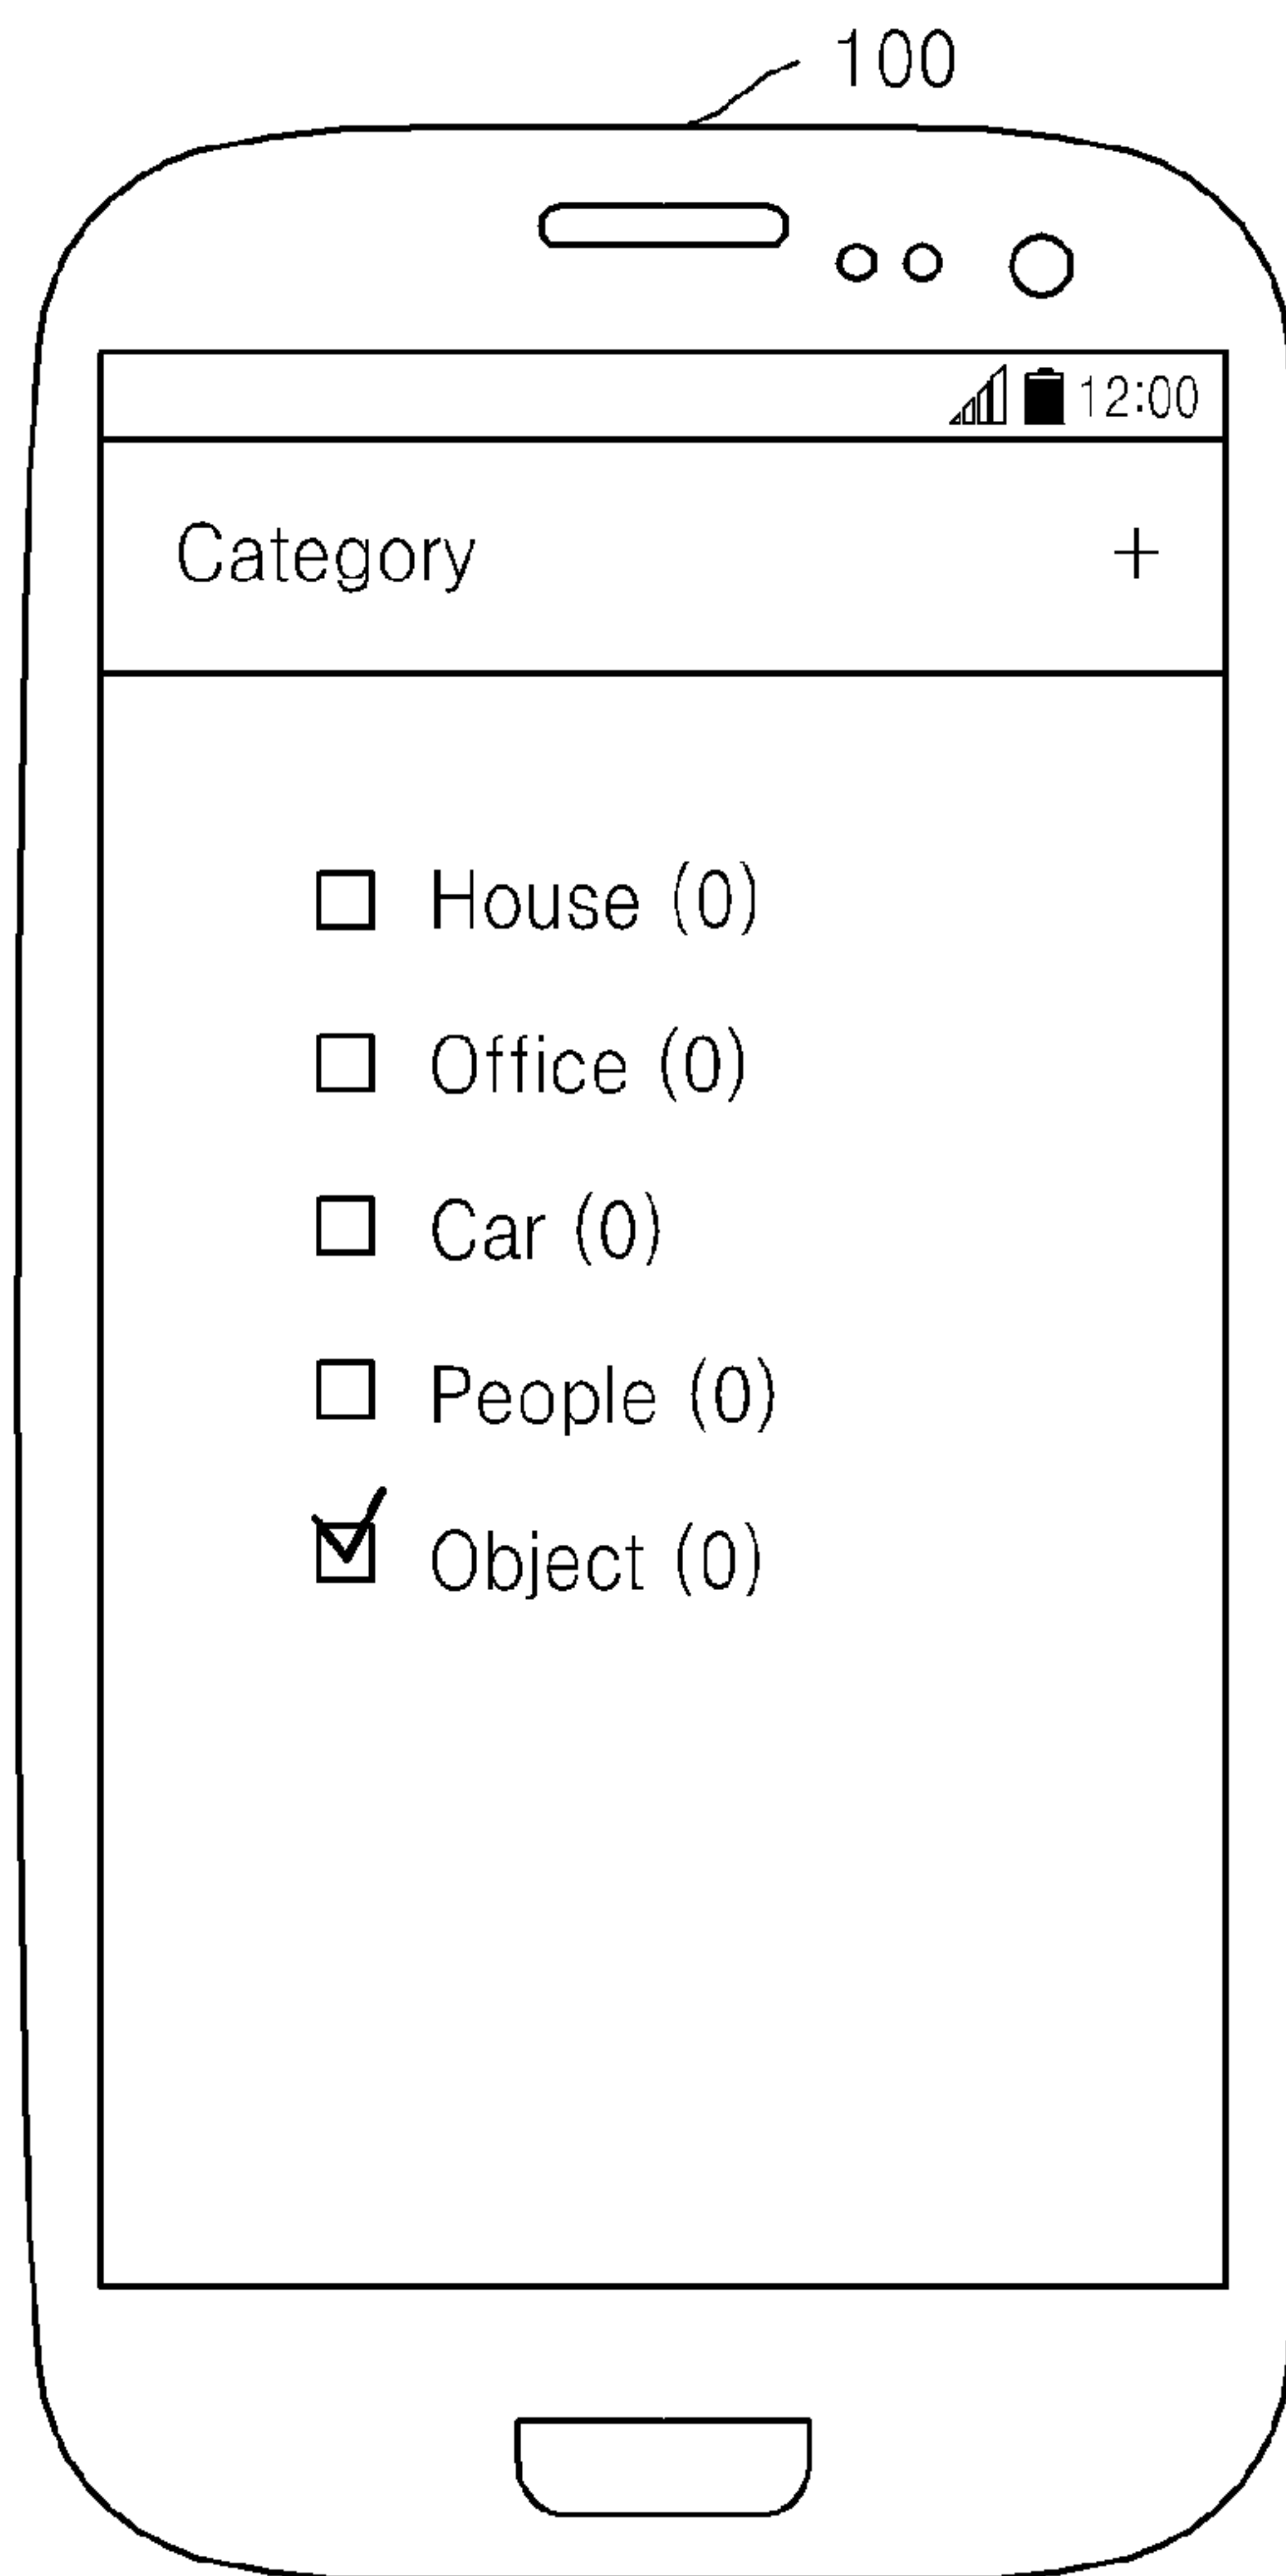 100
12:00
Category +
House (0)
Office (0)
Car (0)
People (0)
Object (0)